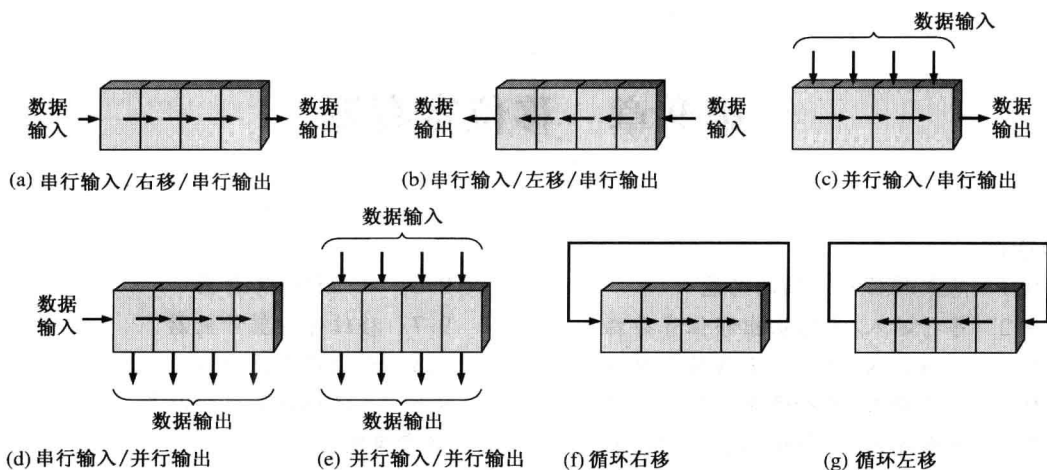 数据输入
数据
输入
数据
输出
数据
输出
数据
输入
数据
输出
(a) 串行输入/右移/串行输出
(b) 串行输入/左移/串行输出
(c) 并行输入/串行输出
数据输入
数据
输入
数据输出
数据输出
(d) 串行输入/并行输出
(e) 并行输入/并行输出
(f) 循环右移
(g) 循环左移